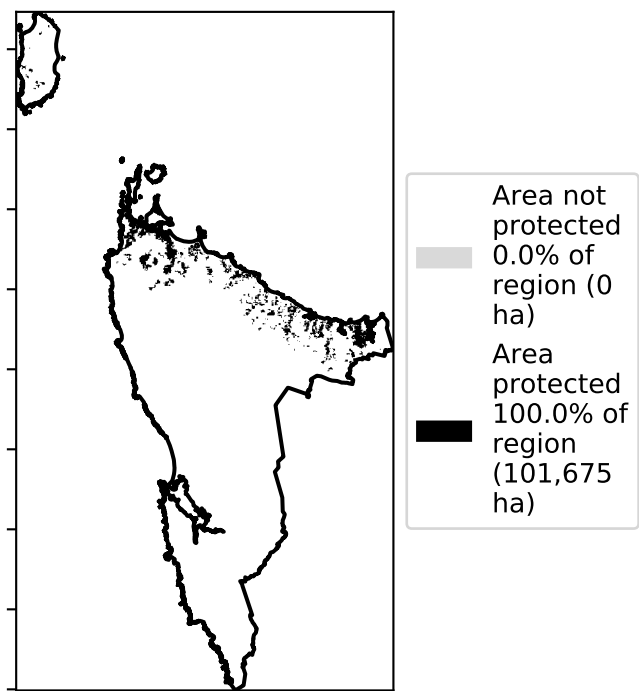 Area not
protected
0.0% of
region (0
ha)
Area
protected
100.0% of
region
(101,675
ha)